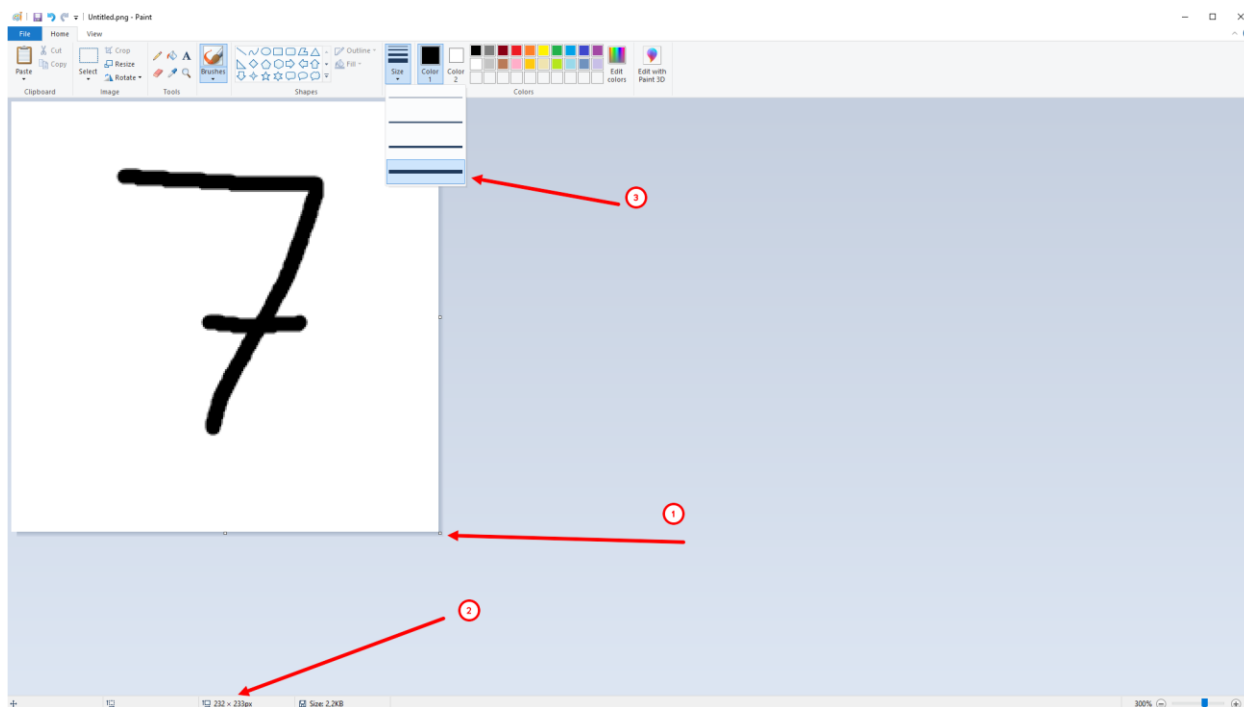 Untitled.png - Paint
File Home View
Paste
Cut
Copy
Clipboard
Select
Crop
Resize
Rotate
Image
A
Tools
Brushes
Outline
Fill
Shapes
Size
Color 1
Color 2
Edit colors
Colors
Edit with Paint 3D
7
3
1
2
232 × 233px
Size: 2,2KB
300%